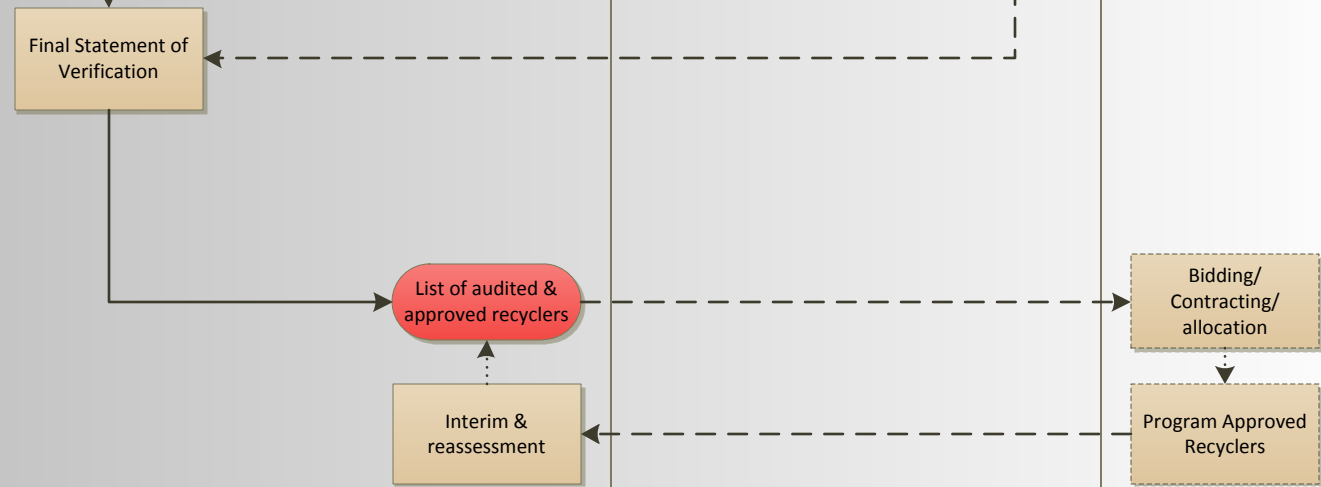 Final Statement of
Verification
List of audited &
approved recyclers
Bidding/
Contracting/
allocation
Interim &
reassessment
Program Approved
Recyclers